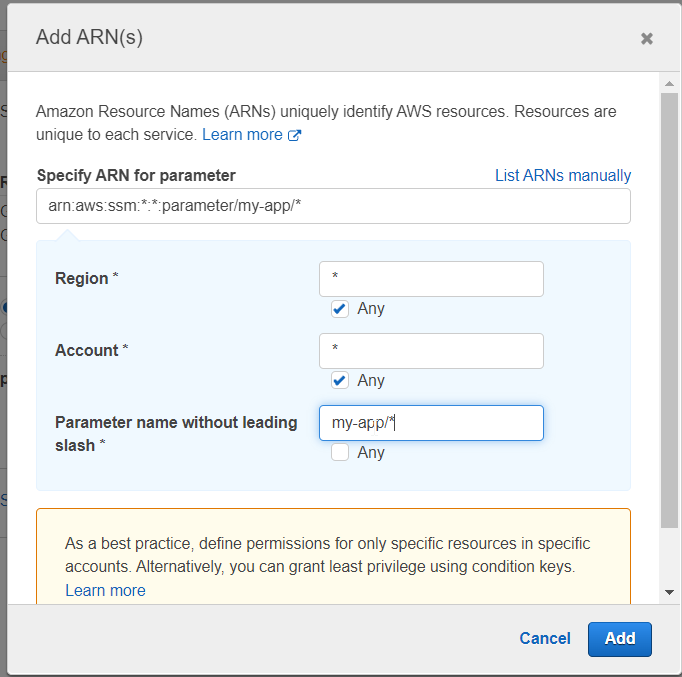 Add ARN(s)
Amazon Resource Names (ARNs) uniquely identify AWS resources. Resources are
unique to each service. Learn more
Specify ARN for parameter
List ARNs manually
arn:aws:ssm:*:*:parameter/my-app/*
Region *
*
Any
Account *
*
Any
Parameter name without leading
slash *
my-app/*
Any
As a best practice, define permissions for only specific resources in specific
accounts. Alternatively, you can grant least privilege using condition keys.
Learn more
Cancel
Add